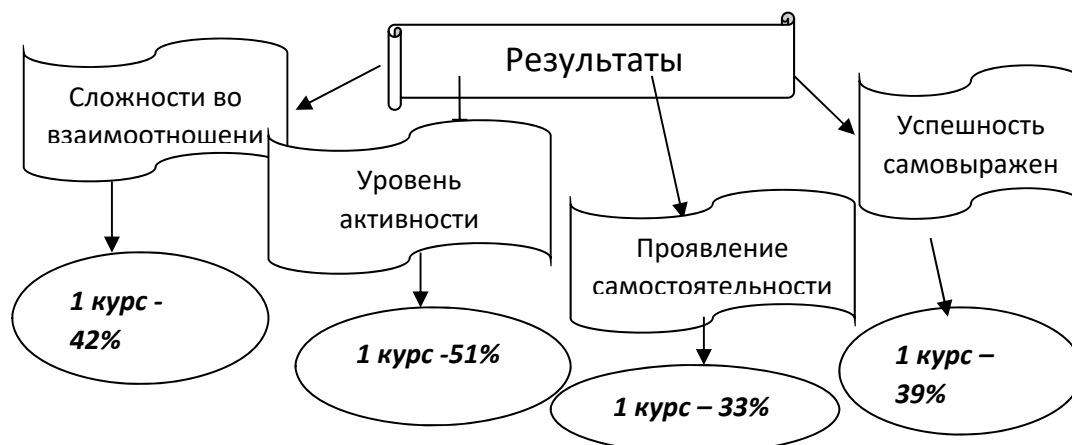 Результаты
Сложности во
взаимоотношени
Уровень
активности
Проявление
самостоятельности
Успешность
самовыражен
1 курс -
42%
1 курс -51%
1 курс – 33%
1 курс –
39%